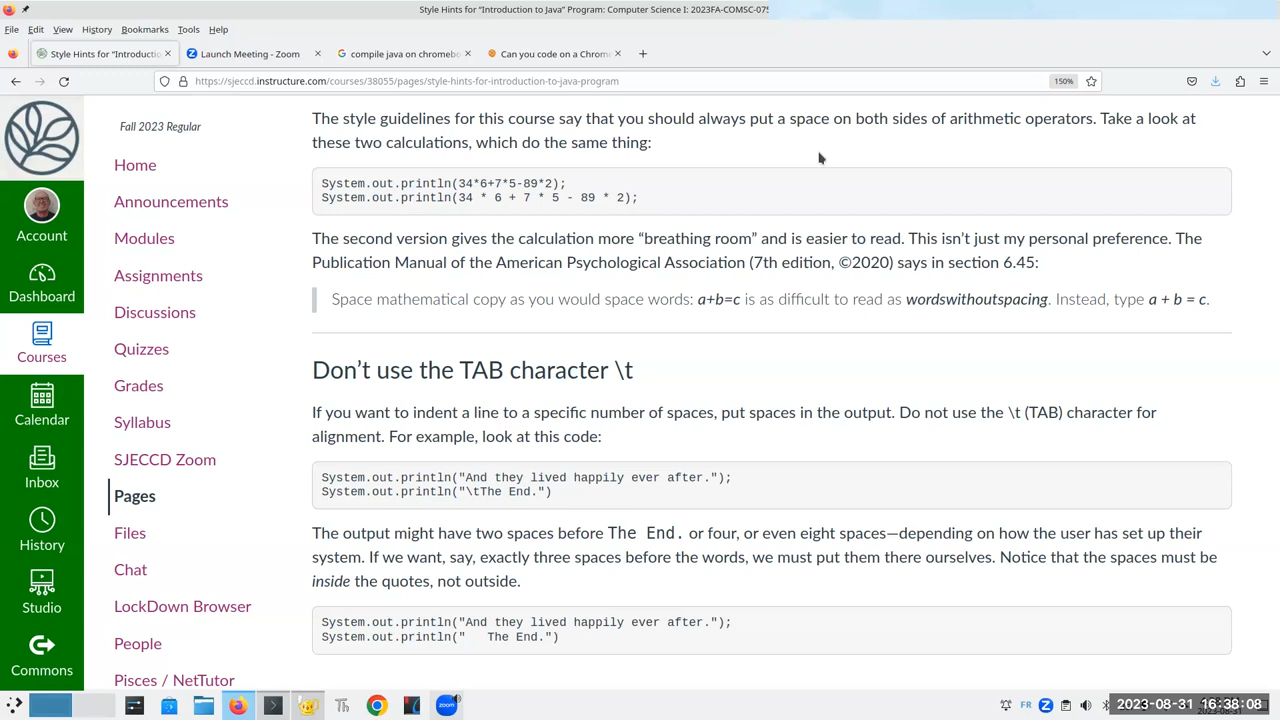 Style Hints for “Introduction to Java” Program: Computer Science I: 2023FA-COMSC-075
File Edit View History Bookmarks Tools Help
Style Hints for “Introductio
Launch Meeting - Zoom
compile java on chromebo
Can you code on a Chrome
https://sjeccd.instructure.com/courses/38055/pages/style-hints-for-introduction-to-java-program
150%
Account
Dashboard
Courses
Calendar
Inbox
History
Studio
Commons
Fall 2023 Regular
Home
Announcements
Modules
Assignments
Discussions
Quizzes
Grades
Syllabus
SJECCD Zoom
Pages
Files
Chat
LockDown Browser
People
Pisces / NetTutor
The style guidelines for this course say that you should always put a space on both sides of arithmetic operators. Take a look at
these two calculations, which do the same thing:
System.out.println(34*6+7*5-89*2);
System.out.println(34 * 6 + 7 * 5 - 89 * 2);
The second version gives the calculation more “breathing room” and is easier to read. This isn’t just my personal preference. The
Publication Manual of the American Psychological Association (7th edition, ©2020) says in section 6.45:
Space mathematical copy as you would space words: a+b=c is as difficult to read as wordswithoutspacing. Instead, type a + b = c.
Don’t use the TAB character \t
If you want to indent a line to a specific number of spaces, put spaces in the output. Do not use the \t (TAB) character for
alignment. For example, look at this code:
System.out.println("And they lived happily ever after.");
System.out.println("\tThe End.")
The output might have two spaces before The End. or four, or even eight spaces—depending on how the user has set up their
system. If we want, say, exactly three spaces before the words, we must put them there ourselves. Notice that the spaces must be
inside the quotes, not outside.
System.out.println("And they lived happily ever after.");
System.out.println("   The End.")
Th
zoom
FR
2023-08-31 16:38:08